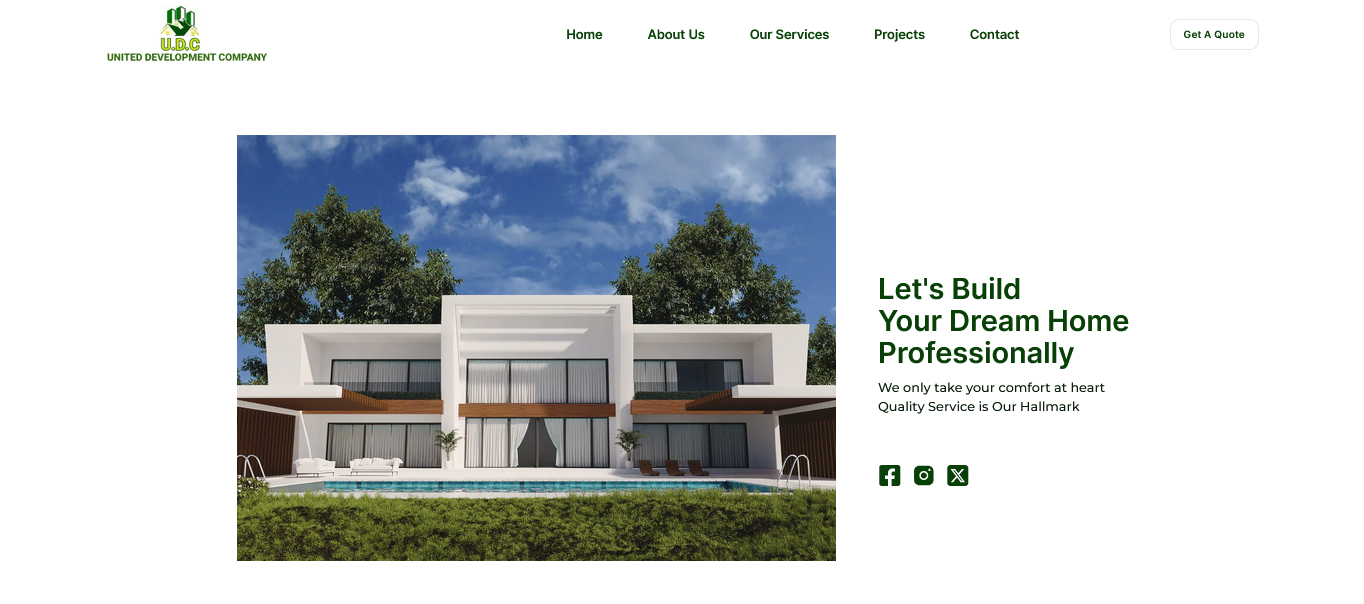 U.D.C
UNITED DEVELOPMENT COMPANY
Home
About Us
Our Services
Projects
Contact
Get A Quote
Let's Build
Your Dream Home
Professionally
We only take your comfort at heart
Quality Service is Our Hallmark